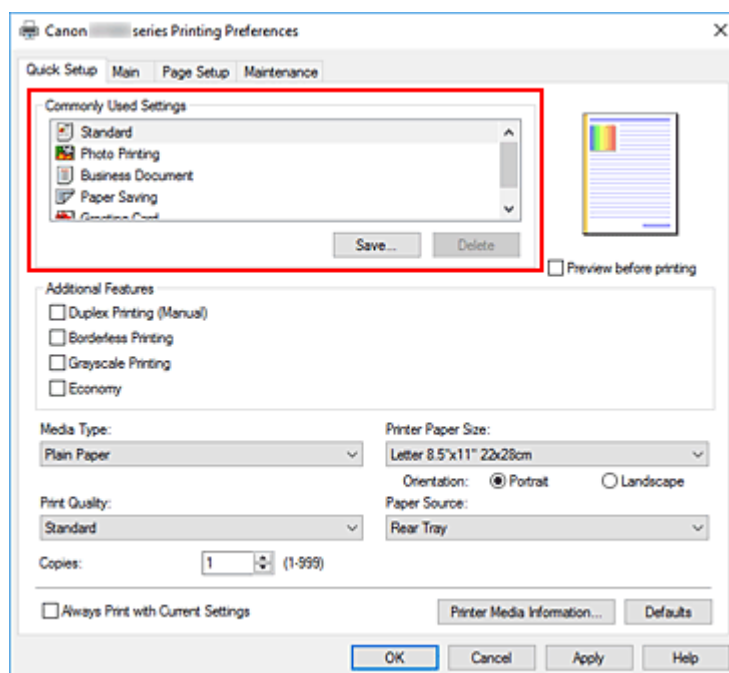 Canon series Printing Preferences
Quick Setup Main Page Setup Maintenance
Commonly Used Settings
Standard
Photo Printing
Business Document
Paper Saving
Greeting Card
Save... Delete
Preview before printing
Additional Features
Duplex Printing (Manual)
Borderless Printing
Grayscale Printing
Economy
Media Type: Printer Paper Size:
Plain Paper Letter 8.5"x11" 22x28cm
Orientation: Portrait Landscape
Print Quality: Paper Source:
Standard Rear Tray
Copies: 1 (1-999)
Always Print with Current Settings Printer Media Information... Defaults
OK Cancel Apply Help